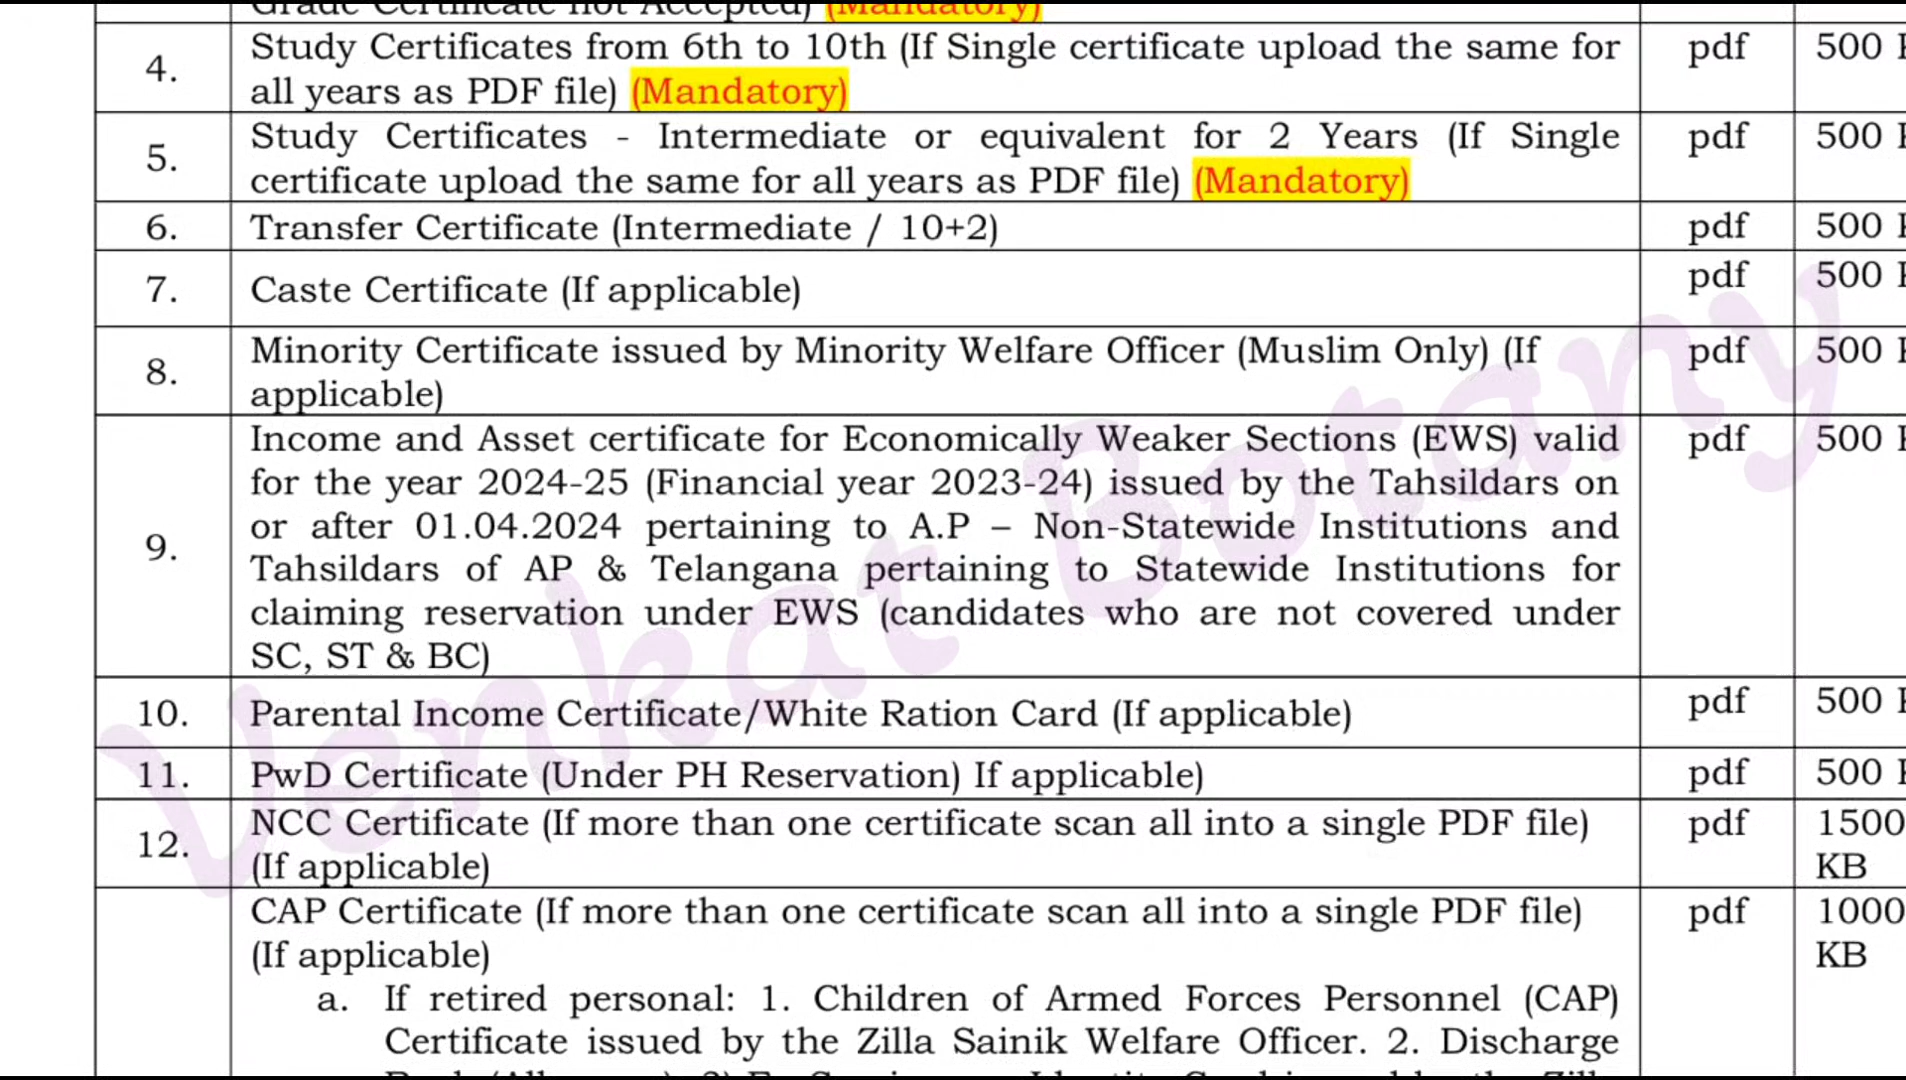 Grade Certificate not Accepted) (Mandatory)
4. Study Certificates from 6th to 10th (If Single certificate upload the same for pdf 500
all years as PDF file) (Mandatory)
5. Study Certificates - Intermediate or equivalent for 2 Years (If Single pdf 500
certificate upload the same for all years as PDF file) (Mandatory)
6. Transfer Certificate (Intermediate / 10+2) pdf 500
7. Caste Certificate (If applicable) pdf 500
8. Minority Certificate issued by Minority Welfare Officer (Muslim Only) (If pdf 500
applicable)
9. Income and Asset certificate for Economically Weaker Sections (EWS) valid pdf 500
for the year 2024-25 (Financial year 2023-24) issued by the Tahsildars on
or after 01.04.2024 pertaining to A.P – Non-Statewide Institutions and
Tahsildars of AP & Telangana pertaining to Statewide Institutions for
claiming reservation under EWS (candidates who are not covered under
SC, ST & BC)
10. Parental Income Certificate/White Ration Card (If applicable) pdf 500
11. PwD Certificate (Under PH Reservation) If applicable) pdf 500
12. NCC Certificate (If more than one certificate scan all into a single PDF file) pdf 1500
(If applicable) KB
CAP Certificate (If more than one certificate scan all into a single PDF file) pdf 1000
(If applicable) KB
a. If retired personal: 1. Children of Armed Forces Personnel (CAP)
Certificate issued by the Zilla Sainik Welfare Officer. 2. Discharge
Venkat Botany